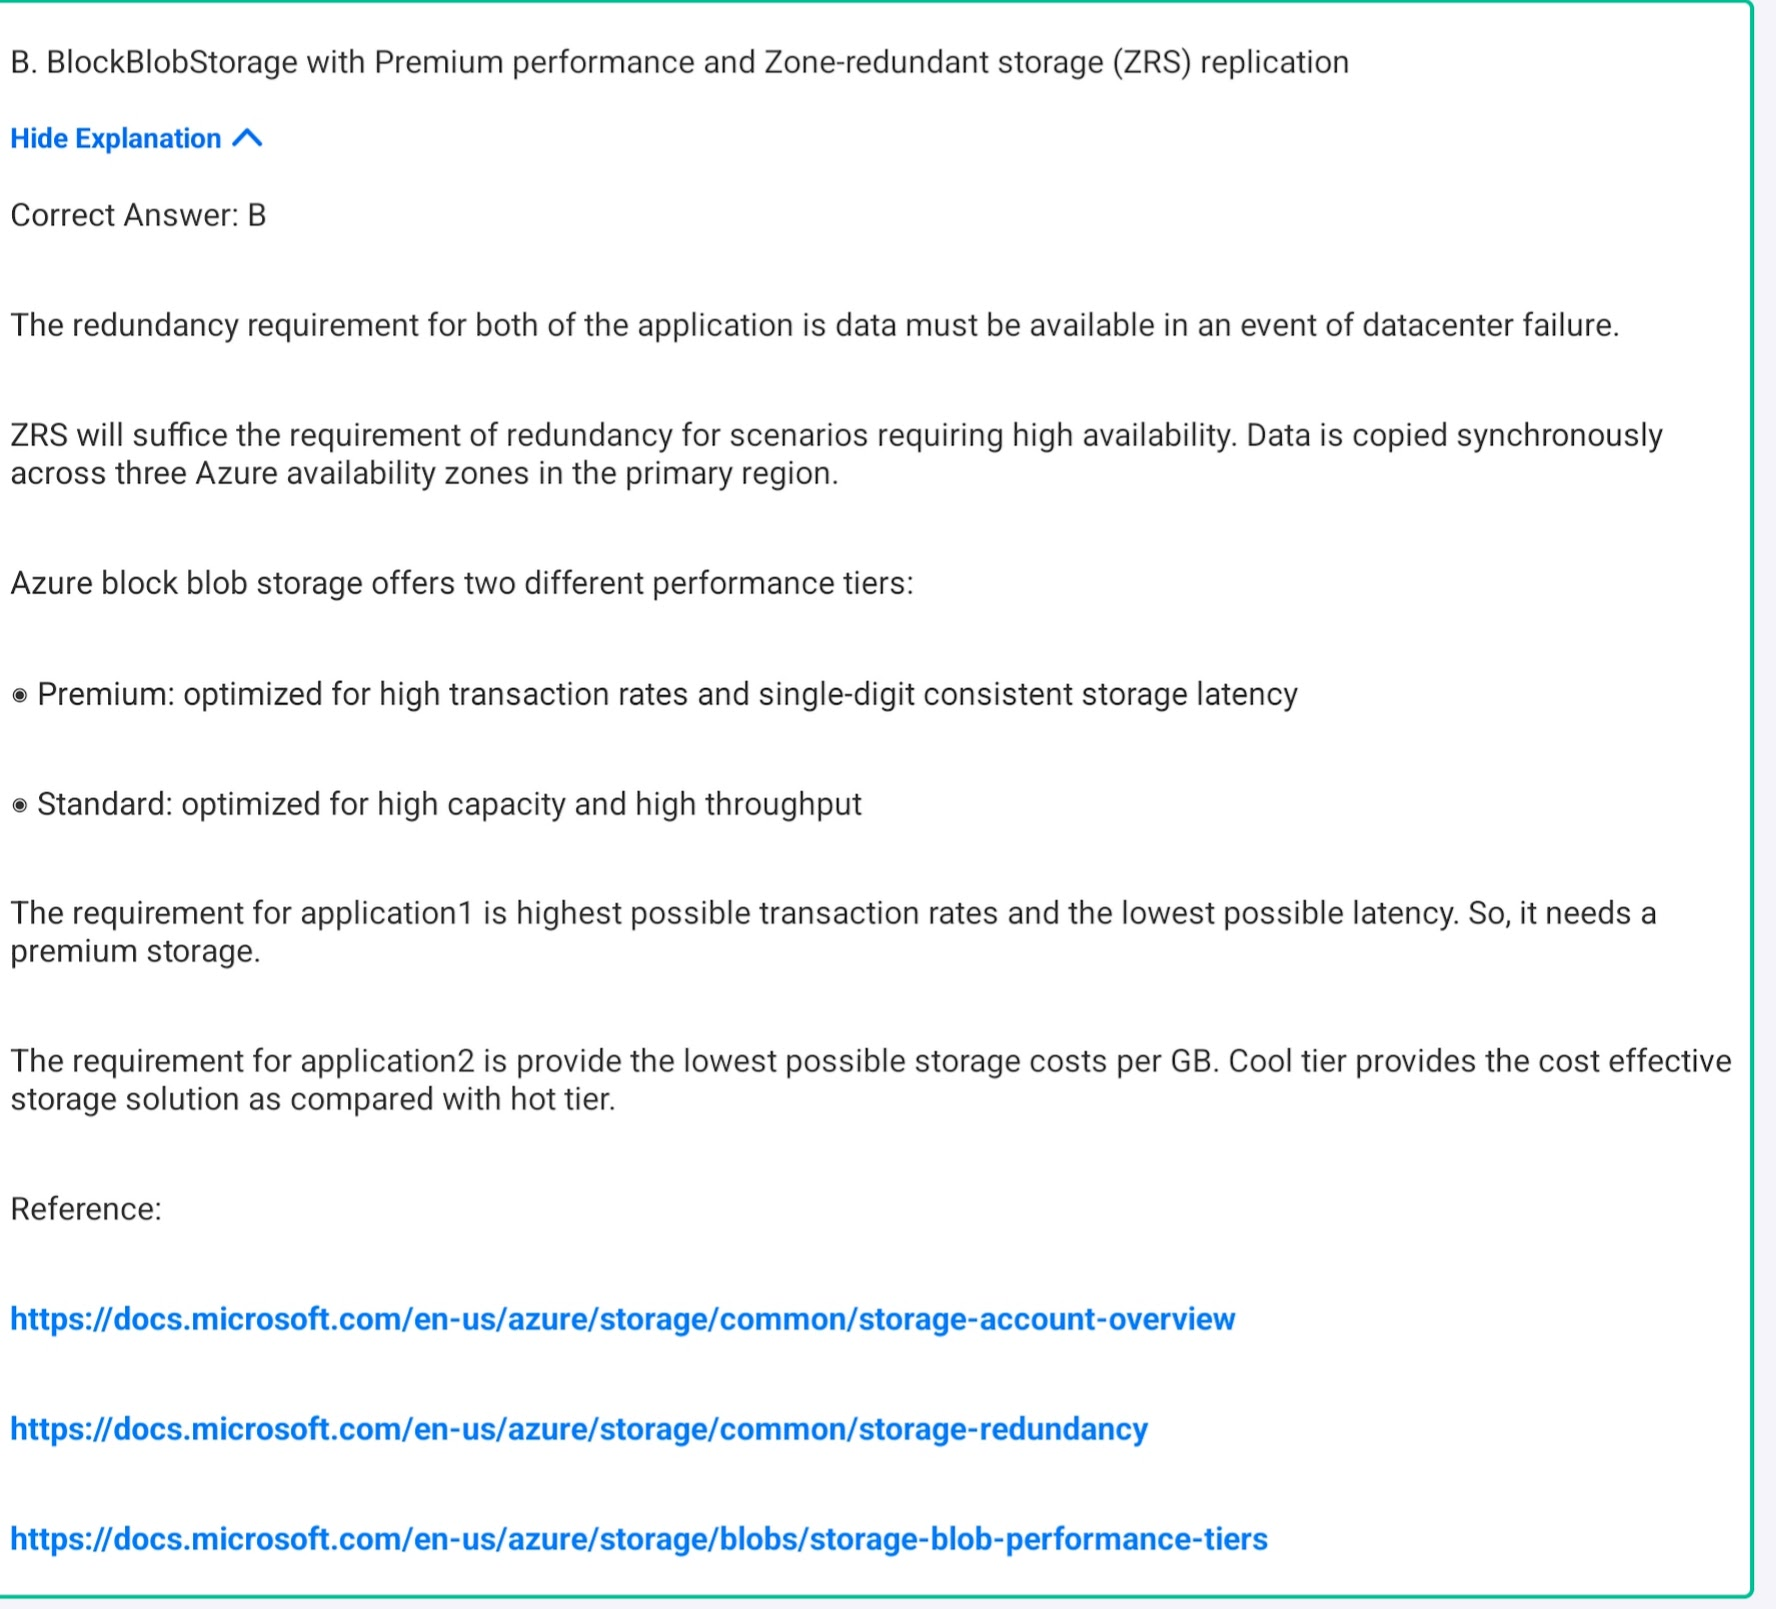 B. BlockBlobStorage with Premium performance and Zone-redundant storage (ZRS) replication
Hide Explanation
Correct Answer: B
The redundancy requirement for both of the application is data must be available in an event of datacenter failure.
ZRS will suffice the requirement of redundancy for scenarios requiring high availability. Data is copied synchronously
across three Azure availability zones in the primary region.
Azure block blob storage offers two different performance tiers:
◉ Premium: optimized for high transaction rates and single-digit consistent storage latency
◉ Standard: optimized for high capacity and high throughput
The requirement for application1 is highest possible transaction rates and the lowest possible latency. So, it needs a
premium storage.
The requirement for application2 is provide the lowest possible storage costs per GB. Cool tier provides the cost effective
storage solution as compared with hot tier.
Reference:
https://docs.microsoft.com/en-us/azure/storage/common/storage-account-overview
https://docs.microsoft.com/en-us/azure/storage/common/storage-redundancy
https://docs.microsoft.com/en-us/azure/storage/blobs/storage-blob-performance-tiers